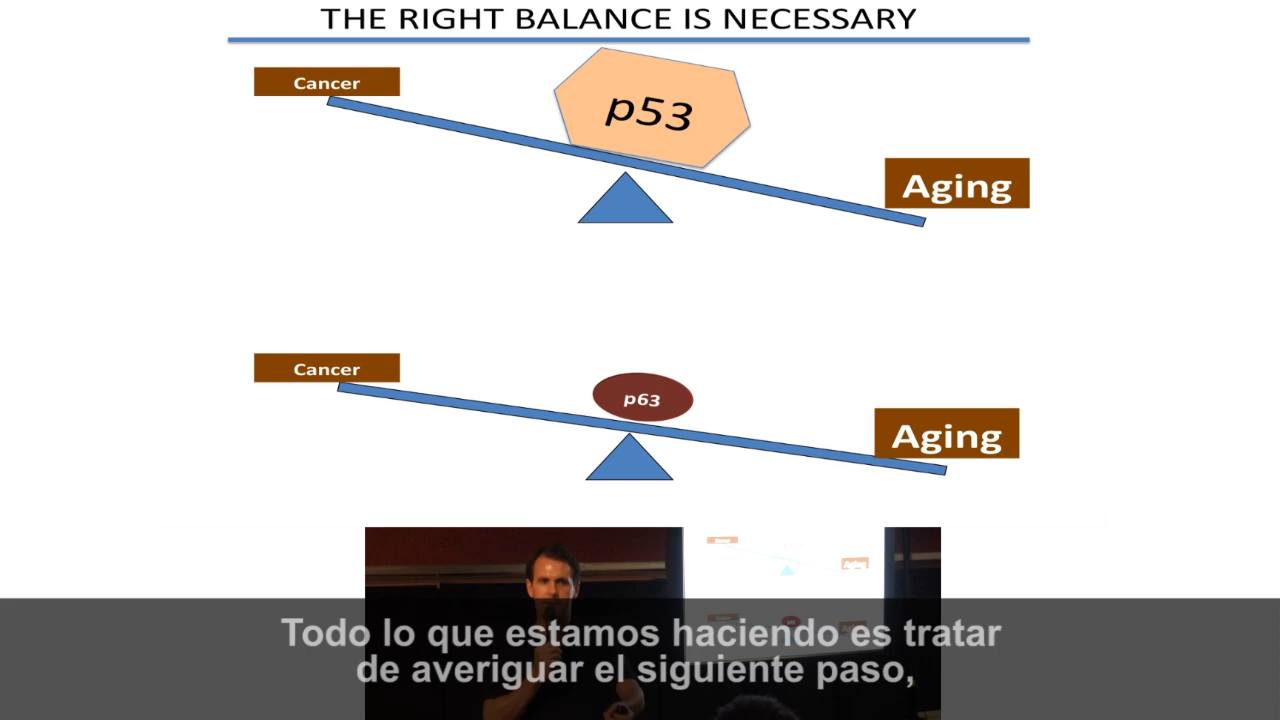 THE RIGHT BALANCE IS NECESSARY
Cancer
p53
Aging
Cancer
p63
Aging
Aging
Todo lo que estamos haciendo es tratar
de averiguar el siguiente paso,